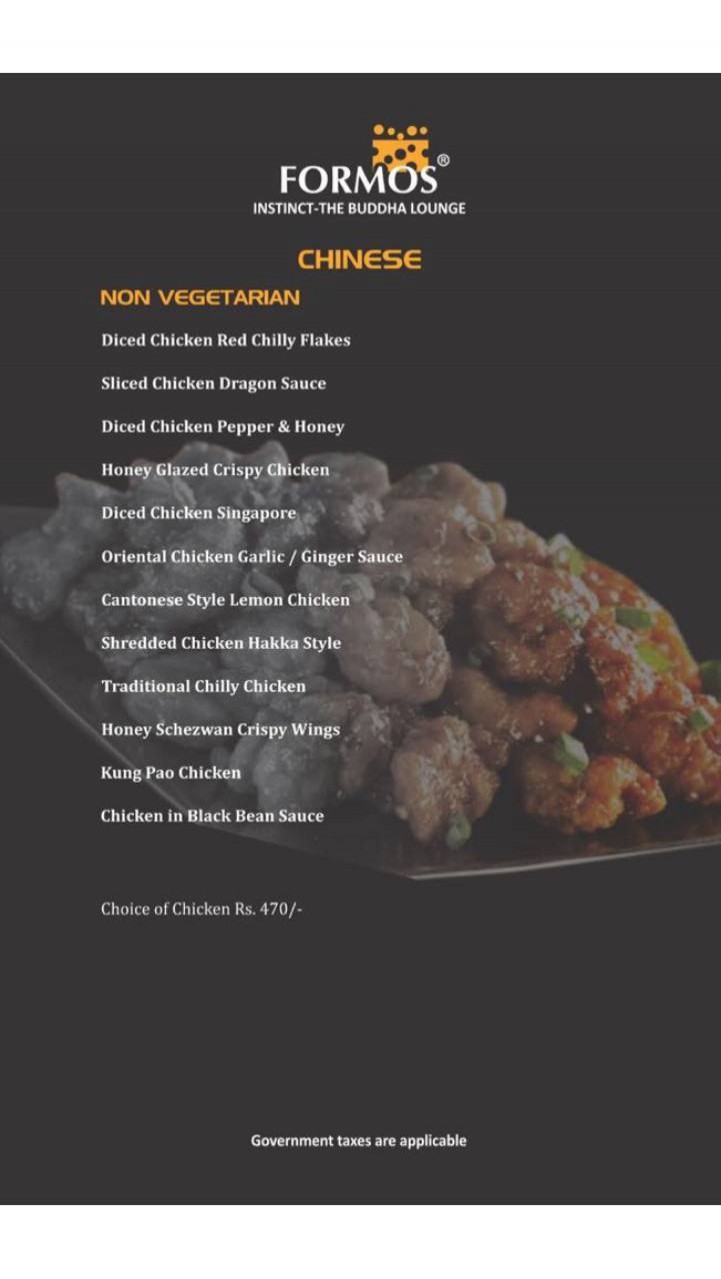 FORMOS®
INSTINCT-THE BUDDHA LOUNGE
CHINESE
NON VEGETARIAN
Diced Chicken Red Chilly Flakes
Sliced Chicken Dragon Sauce
Diced Chicken Pepper & Honey
Honey Glazed Crispy Chicken
Diced Chicken Singapore
Oriental Chicken Garlic / Ginger Sauce
Cantonese Style Lemon Chicken
Shredded Chicken Hakka Style
Traditional Chilly Chicken
Honey Schezwan Crispy Wings
Kung Pao Chicken
Chicken in Black Bean Sauce
Choice of Chicken Rs. 470/-
Government taxes are applicable